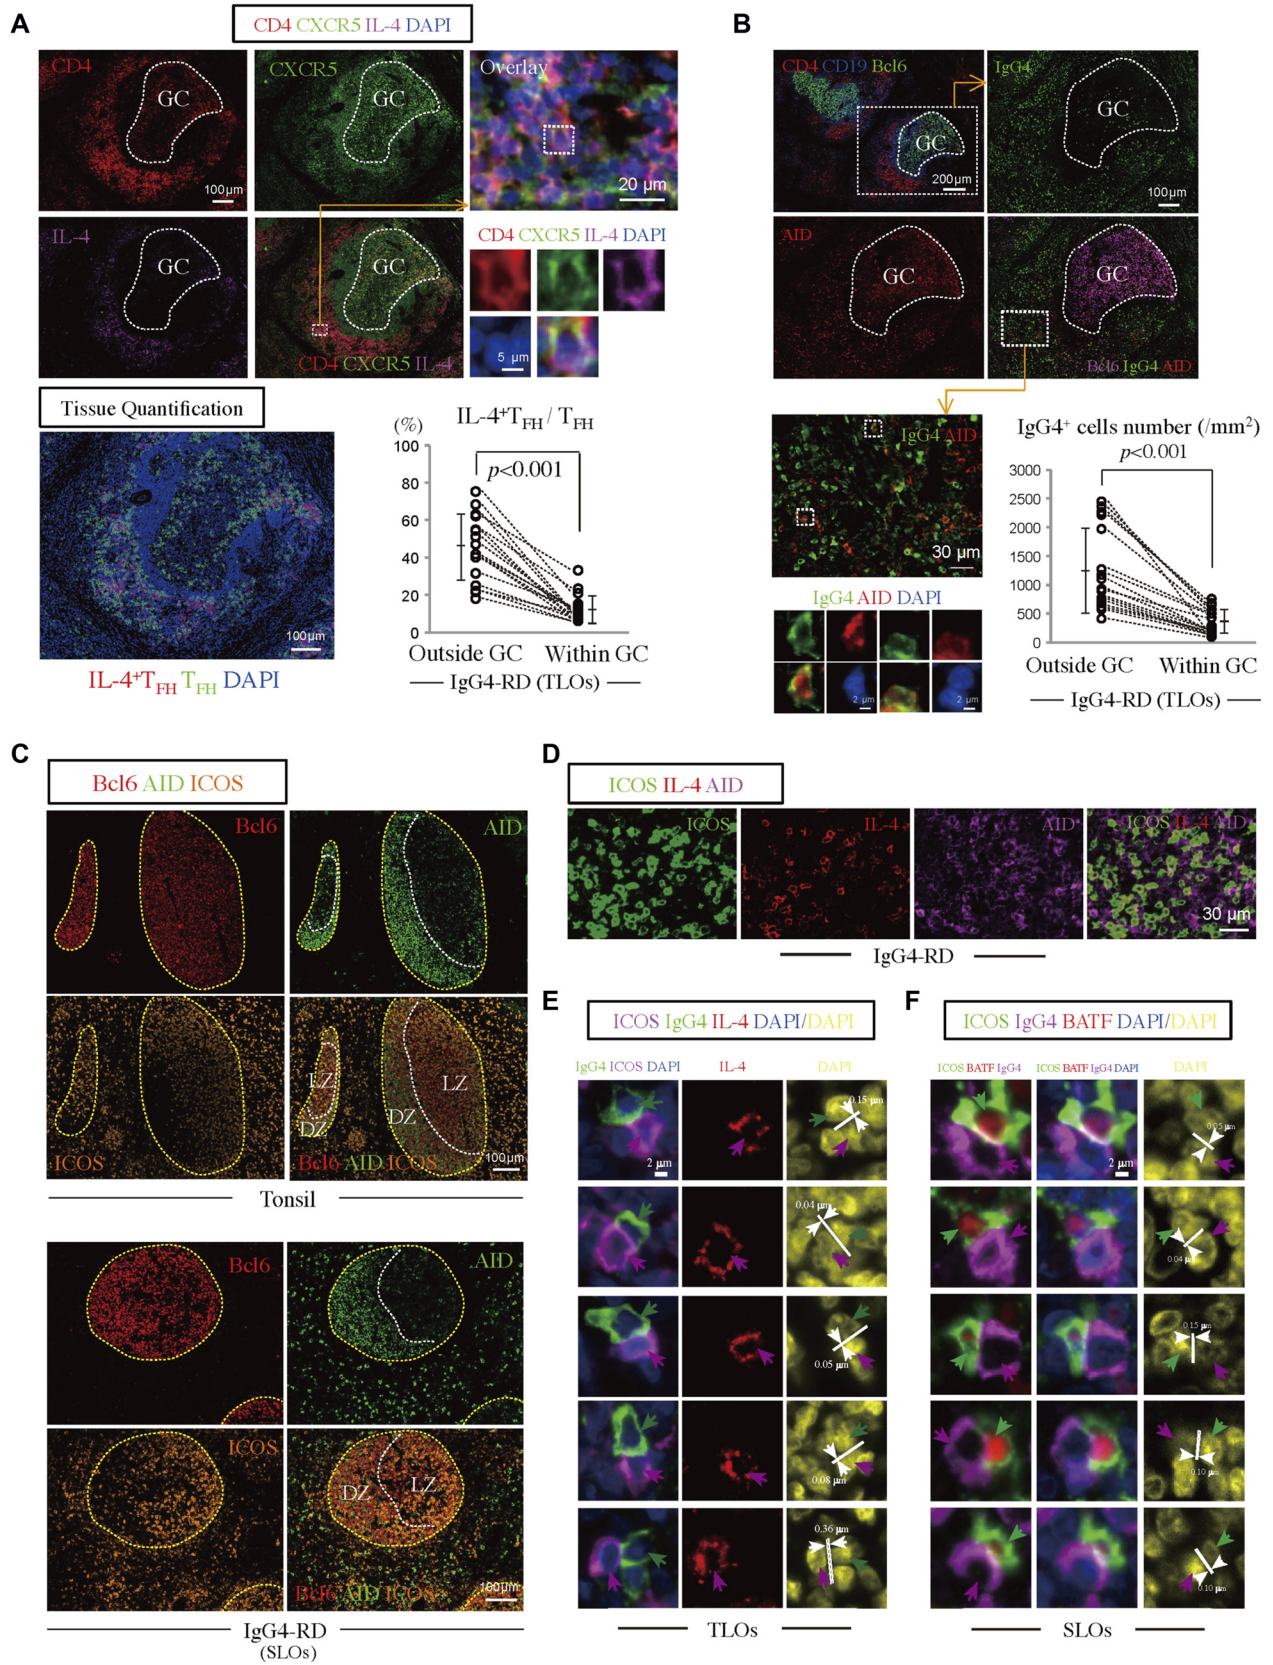 A
CD4 CXCR5 IL-4 DAPI
CD4
GC
100μm
CXCR5
GC
Overlay
20 μm
IL-4
GC
GC
CD4 CXCR5 IL-4
CD4 CXCR5 IL-4 DAPI
5 μm
Tissue Quantification
100μm
IL-4+TFH TFH DAPI
(%)
IL-4+TFH / TFH
p<0.001
100
80
60
40
20
0
Outside GC Within GC
IgG4-RD (TLOs)
B
CD4 CD19 Bcl6
GC
200μm
IgG4
GC
100μm
AID
GC
GC
Bcl6 IgG4 AID
IgG4 AID
30 μm
IgG4 AID DAPI
2 μm
2 μm
IgG4+ cells number (/mm2)
p<0.001
3000
2500
2000
1500
1000
500
0
Outside GC Within GC
IgG4-RD (TLOs)
C
Bcl6 AID ICOS
Bcl6
AID
ICOS
LZ
DZ
LZ
DZ
Bcl6 AID ICOS
100μm
Tonsil
Bcl6
AID
ICOS
DZ
LZ
Bcl6 AID ICOS
100μm
IgG4-RD
(SLOs)
D
ICOS IL-4 AID
ICOS
IL-4
AID
ICOS IL-4 AID
30 μm
IgG4-RD
E
ICOS IgG4 IL-4 DAPI/DAPI
IgG4 ICOS DAPI
IL-4
DAPI
2 μm
0.15 μm
0.04 μm
0.05 μm
0.08 μm
0.36 μm
TLOs
F
ICOS IgG4 BATF DAPI/DAPI
ICOS BATF IgG4
ICOS BATF IgG4 DAPI
DAPI
2 μm
0.05 μm
0.04 μm
0.15 μm
0.10 μm
0.10 μm
SLOs